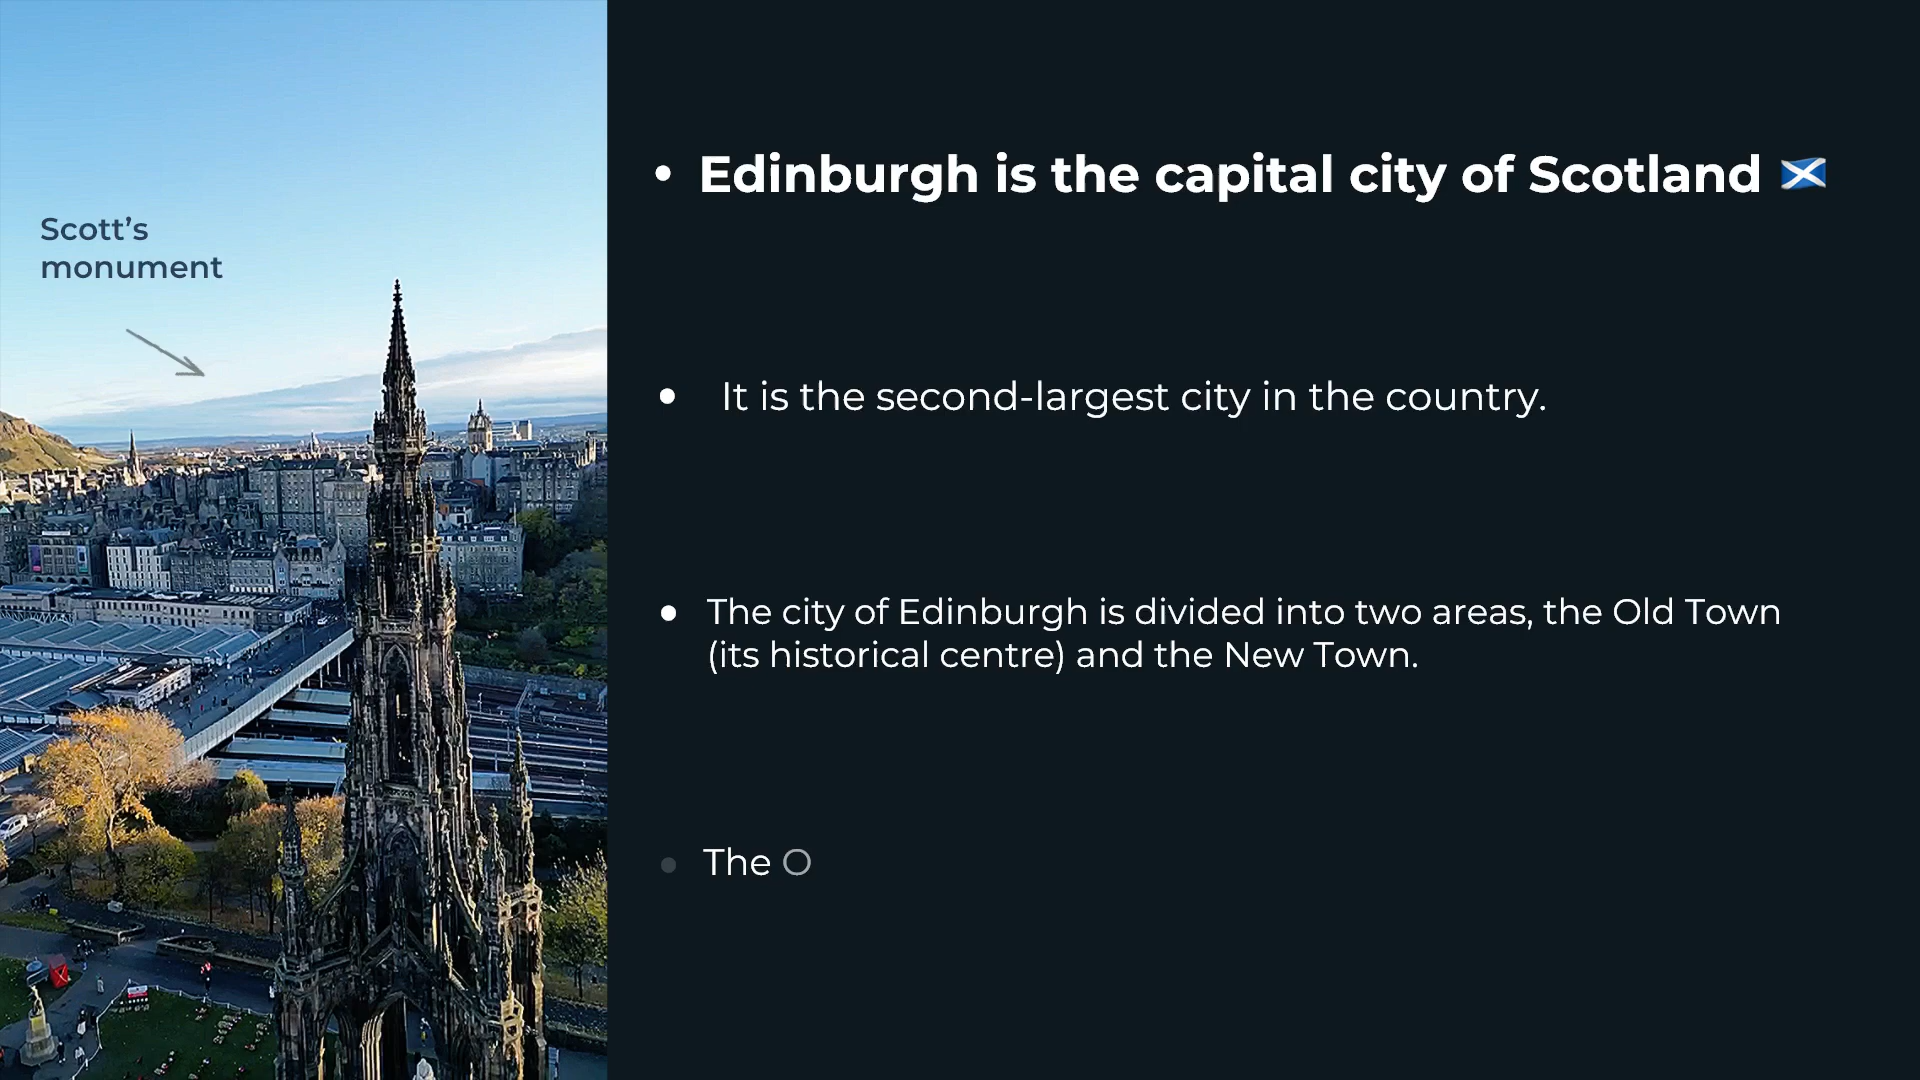 Scott’s
monument
• Edinburgh is the capital city of Scotland 🏴󠁧󠁢󠁳󠁣󠁴󠁿
• It is the second-largest city in the country.
• The city of Edinburgh is divided into two areas, the Old Town
(its historical centre) and the New Town.
• The O